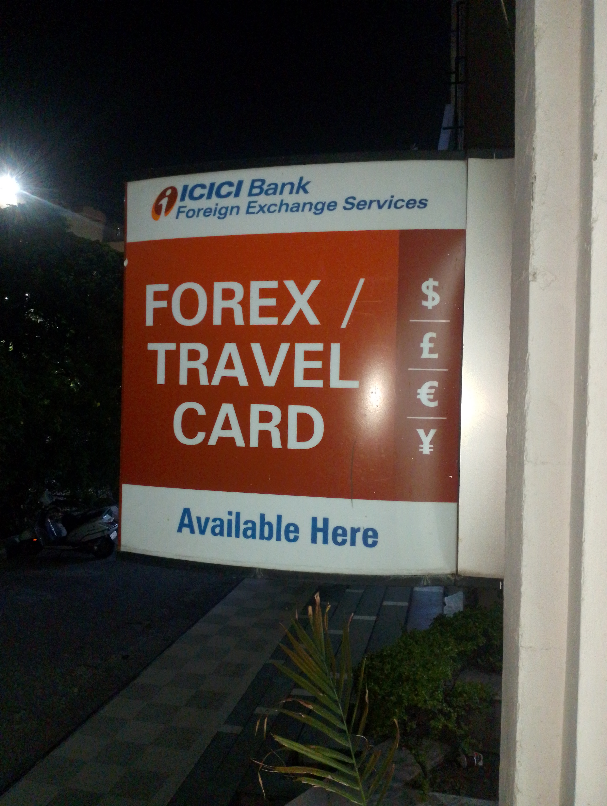 ICICI Bank
Foreign Exchange Services
FOREX /
TRAVEL
CARD
$
£
€
¥
Available Here